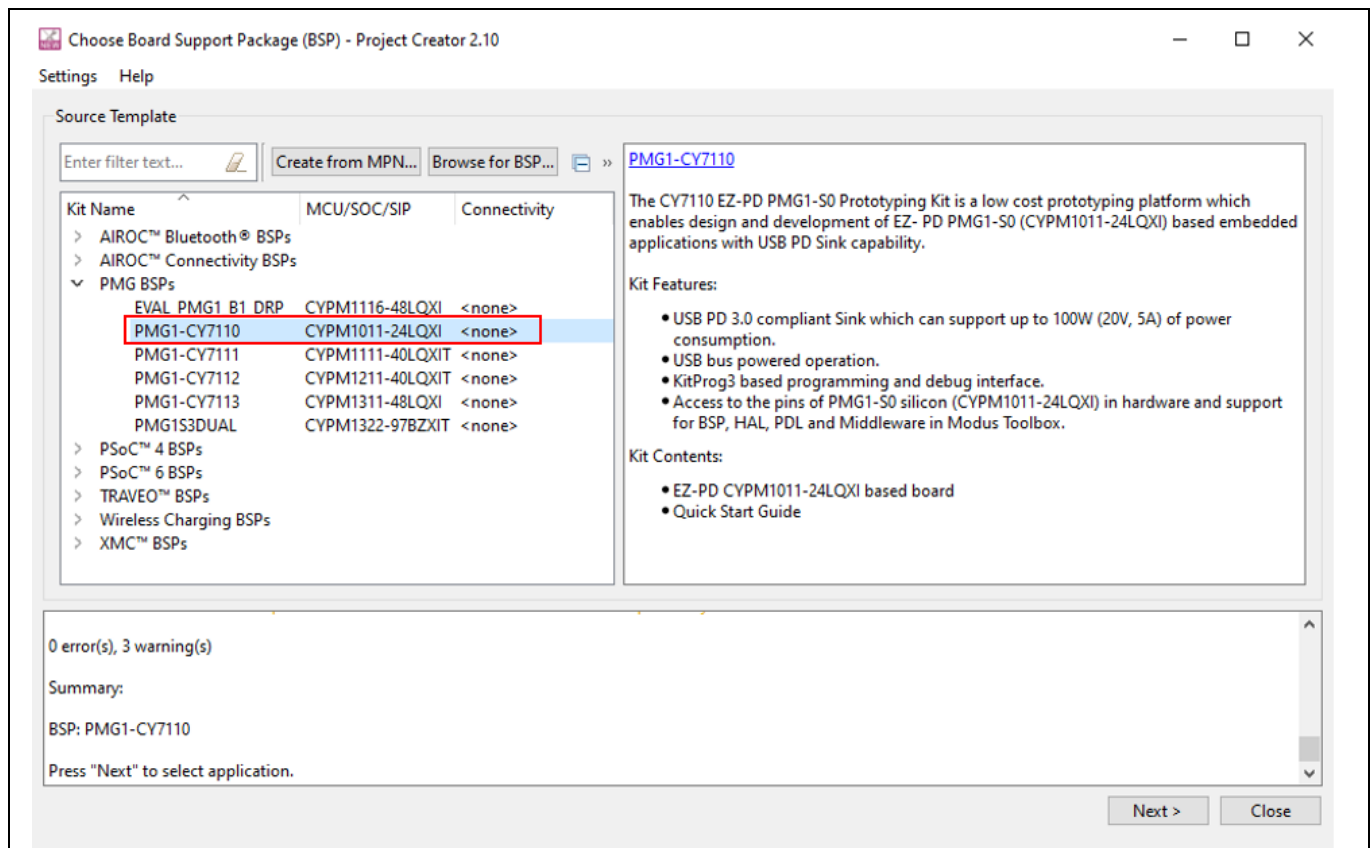 Choose Board Support Package (BSP) - Project Creator 2.10
Settings Help
Source Template
Enter filter text... Create from MPN... Browse for BSP... »
Kit Name MCU/SOC/SIP Connectivity
AIROC™ Bluetooth® BSPs
AIROC™ Connectivity BSPs
PMG BSPs
EVAL PMG1 B1 DRP CYPM1116-48LQXI <none>
PMG1-CY7110 CYPM1011-24LQXI <none>
PMG1-CY7111 CYPM1111-40LQXIT <none>
PMG1-CY7112 CYPM1211-40LQXIT <none>
PMG1-CY7113 CYPM1311-48LQXI <none>
PMG1S3DUAL CYPM1322-97BZXIT <none>
PSoC™ 4 BSPs
PSoC™ 6 BSPs
TRAVEO™ BSPs
Wireless Charging BSPs
XMC™ BSPs
PMG1-CY7110
The CY7110 EZ-PD PMG1-S0 Prototyping Kit is a low cost prototyping platform which
enables design and development of EZ- PD PMG1-S0 (CYPM1011-24LQXI) based embedded
applications with USB PD Sink capability.
Kit Features:
• USB PD 3.0 compliant Sink which can support up to 100W (20V, 5A) of power
consumption.
• USB bus powered operation.
• KitProg3 based programming and debug interface.
• Access to the pins of PMG1-S0 silicon (CYPM1011-24LQXI) in hardware and support
for BSP, HAL, PDL and Middleware in Modus Toolbox.
Kit Contents:
• EZ-PD CYPM1011-24LQXI based board
• Quick Start Guide
0 error(s), 3 warning(s)
Summary:
BSP: PMG1-CY7110
Press "Next" to select application.
Next > Close